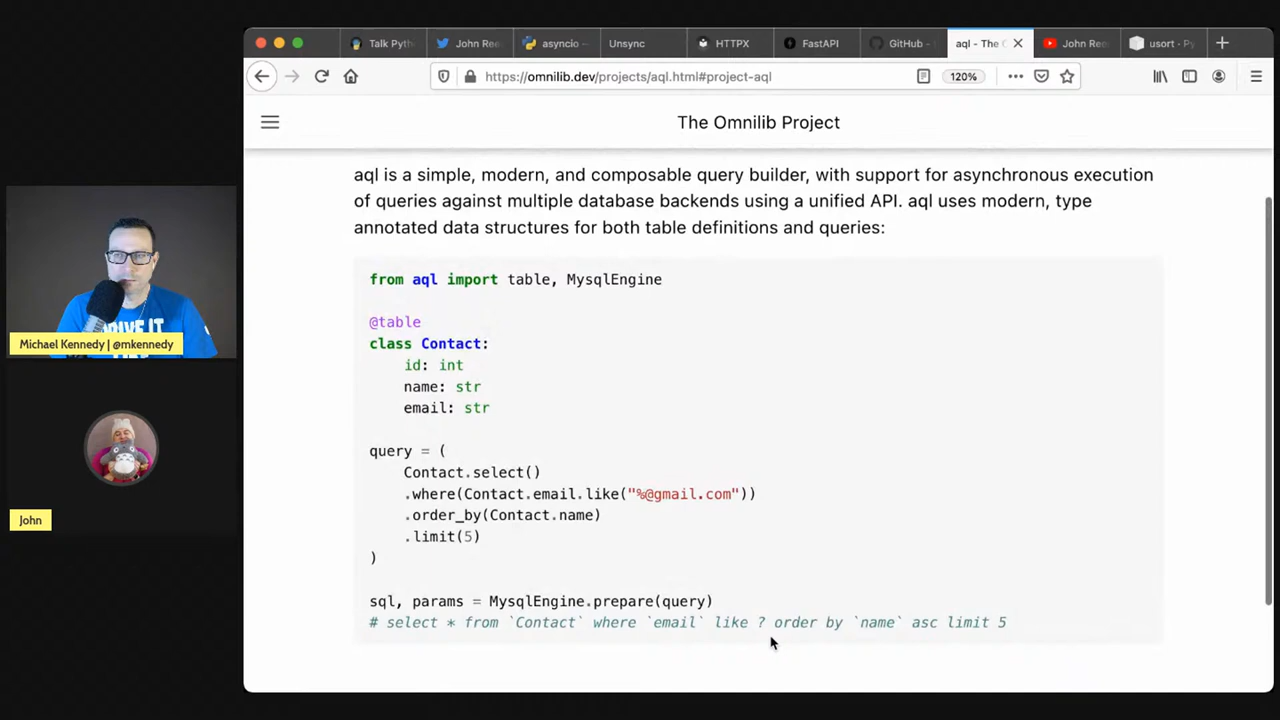 Talk Pyth
John Ree
asyncio —
Unsync
HTTPX
FastAPI
GitHub -
aql - The O
John Ree
usort - Py
https://omnilib.dev/projects/aql.html#project-aql
120%
The Omnilib Project
aql is a simple, modern, and composable query builder, with support for asynchronous execution
of queries against multiple database backends using a unified API. aql uses modern, type
annotated data structures for both table definitions and queries:
from aql import table, MysqlEngine
@table
class Contact:
id: int
name: str
email: str
query = (
Contact.select()
.where(Contact.email.like("%@gmail.com"))
.order_by(Contact.name)
.limit(5)
)
sql, params = MysqlEngine.prepare(query)
# select * from `Contact` where `email` like ? order by `name` asc limit 5
Michael Kennedy | @mkennedy
John